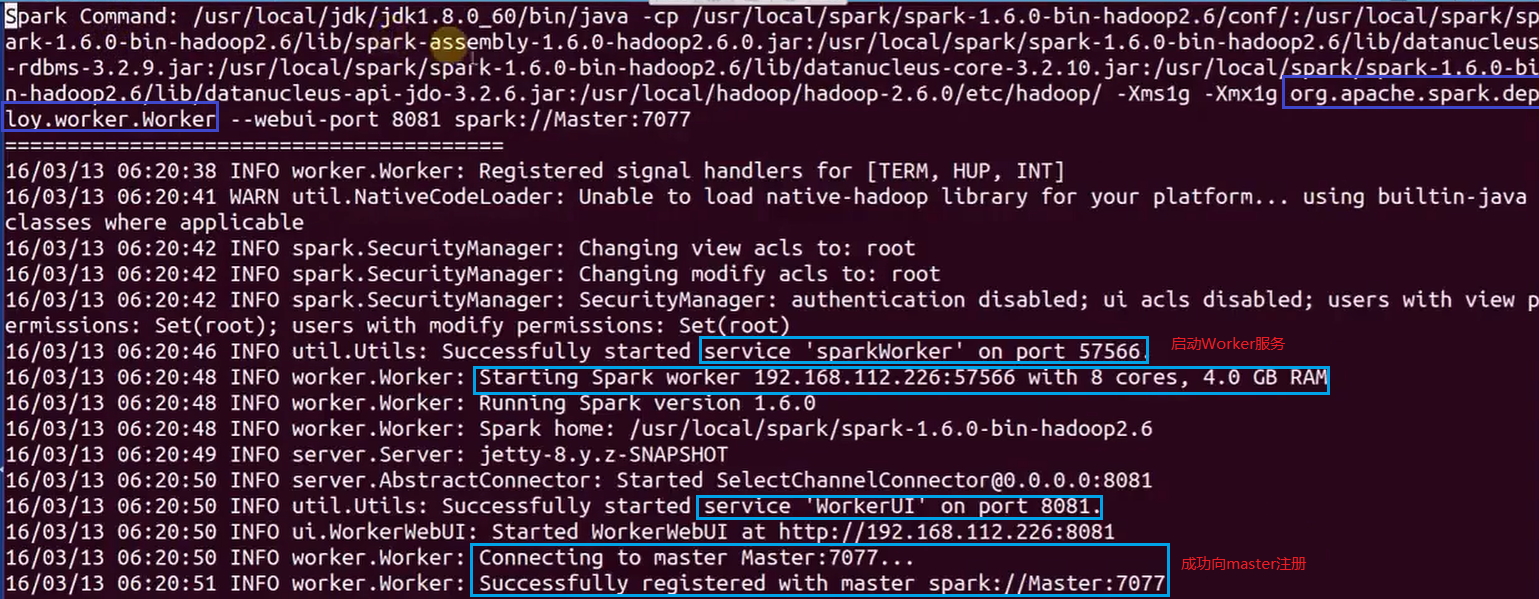 Spark Command: /usr/local/jdk/jdk1.8.0_60/bin/java -cp /usr/local/spark/spark-1.6.0-bin-hadoop2.6/conf/:/usr/local/spark/sp
ark-1.6.0-bin-hadoop2.6/lib/spark-assembly-1.6.0-hadoop2.6.0.jar:/usr/local/spark/spark-1.6.0-bin-hadoop2.6/lib/datanucleus
-rdbms-3.2.9.jar:/usr/local/spark/spark-1.6.0-bin-hadoop2.6/lib/datanucleus-core-3.2.10.jar:/usr/local/spark/spark-1.6.0-bi
n-hadoop2.6/lib/datanucleus-api-jdo-3.2.6.jar:/usr/local/hadoop/hadoop-2.6.0/etc/hadoop/ -Xms1g -Xmx1g org.apache.spark.dep
loy.worker.Worker --webui-port 8081 spark://Master:7077
========================================
16/03/13 06:20:38 INFO worker.Worker: Registered signal handlers for [TERM, HUP, INT]
16/03/13 06:20:41 WARN util.NativeCodeLoader: Unable to load native-hadoop library for your platform... using builtin-java
classes where applicable
16/03/13 06:20:42 INFO spark.SecurityManager: Changing view acls to: root
16/03/13 06:20:42 INFO spark.SecurityManager: Changing modify acls to: root
16/03/13 06:20:42 INFO spark.SecurityManager: SecurityManager: authentication disabled; ui acls disabled; users with view p
ermissions: Set(root); users with modify permissions: Set(root)
16/03/13 06:20:46 INFO util.Utils: Successfully started service 'sparkWorker' on port 57566. 启动Worker服务
16/03/13 06:20:48 INFO worker.Worker: Starting Spark worker 192.168.112.226:57566 with 8 cores, 4.0 GB RAM
16/03/13 06:20:48 INFO worker.Worker: Running Spark version 1.6.0
16/03/13 06:20:48 INFO worker.Worker: Spark home: /usr/local/spark/spark-1.6.0-bin-hadoop2.6
16/03/13 06:20:49 INFO server.Server: jetty-8.y.z-SNAPSHOT
16/03/13 06:20:50 INFO server.AbstractConnector: Started SelectChannelConnector@0.0.0.0:8081
16/03/13 06:20:50 INFO util.Utils: Successfully started service 'WorkerUI' on port 8081.
16/03/13 06:20:50 INFO ui.WorkerWebUI: Started WorkerWebUI at http://192.168.112.226:8081
16/03/13 06:20:50 INFO worker.Worker: Connecting to master Master:7077...
16/03/13 06:20:51 INFO worker.Worker: Successfully registered with master spark://Master:7077 成功向master注册